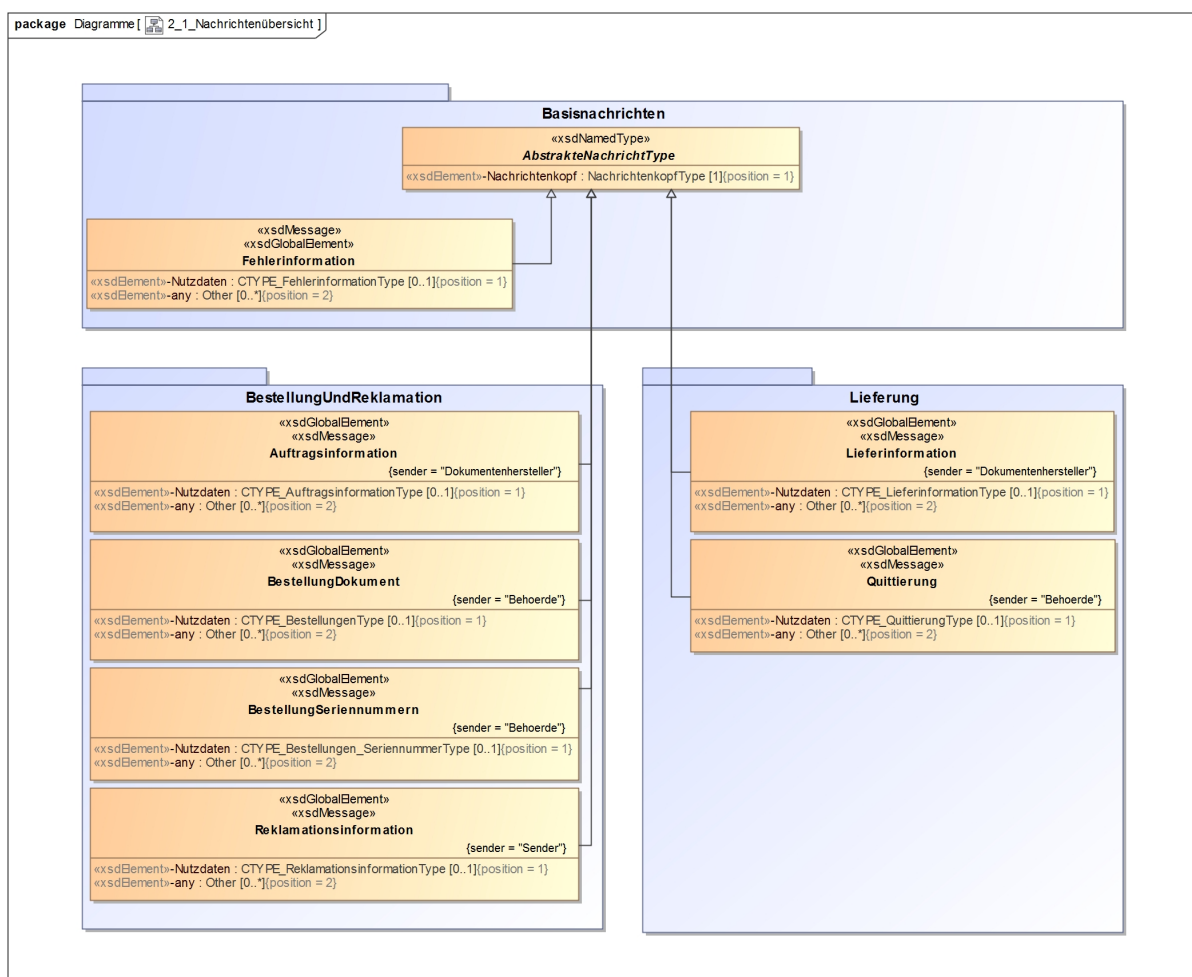 package Diagramme [ 2_1_Nachrichtenübersicht ]
Basisnachrichten
«xsdNamedType»
AbstrakteNachrichtType
«xsdElement»-Nachrichtenkopf : NachrichtenkopfType [1]{position = 1}
«xsdMessage»
«xsdGlobalElement»
Fehlerinformation
«xsdElement»-Nutzdaten : CTYPE_FehlerinformationType [0..1]{position = 1}
«xsdElement»-any : Other [0..*]{position = 2}
BestellungUndReklamation
«xsdGlobalElement»
«xsdMessage»
Auftragsinformation
{sender = "Dokumentenhersteller"}
«xsdElement»-Nutzdaten : CTYPE_AuftragsinformationType [0..1]{position = 1}
«xsdElement»-any : Other [0..*]{position = 2}
«xsdGlobalElement»
«xsdMessage»
BestellungDokument
{sender = "Behoerde"}
«xsdElement»-Nutzdaten : CTYPE_BestellungenType [0..1]{position = 1}
«xsdElement»-any : Other [0..*]{position = 2}
«xsdGlobalElement»
«xsdMessage»
BestellungSeriennummern
{sender = "Behoerde"}
«xsdElement»-Nutzdaten : CTYPE_Bestellungen_SeriennummerType [0..1]{position = 1}
«xsdElement»-any : Other [0..*]{position = 2}
«xsdGlobalElement»
«xsdMessage»
Reklamationsinformation
{sender = "Sender"}
«xsdElement»-Nutzdaten : CTYPE_ReklamationsinformationType [0..1]{position = 1}
«xsdElement»-any : Other [0..*]{position = 2}
Lieferung
«xsdGlobalElement»
«xsdMessage»
Lieferinformation
{sender = "Dokumentenhersteller"}
«xsdElement»-Nutzdaten : CTYPE_LieferinformationType [0..1]{position = 1}
«xsdElement»-any : Other [0..*]{position = 2}
«xsdGlobalElement»
«xsdMessage»
Quittierung
{sender = "Behoerde"}
«xsdElement»-Nutzdaten : CTYPE_QuittierungType [0..1]{position = 1}
«xsdElement»-any : Other [0..*]{position = 2}